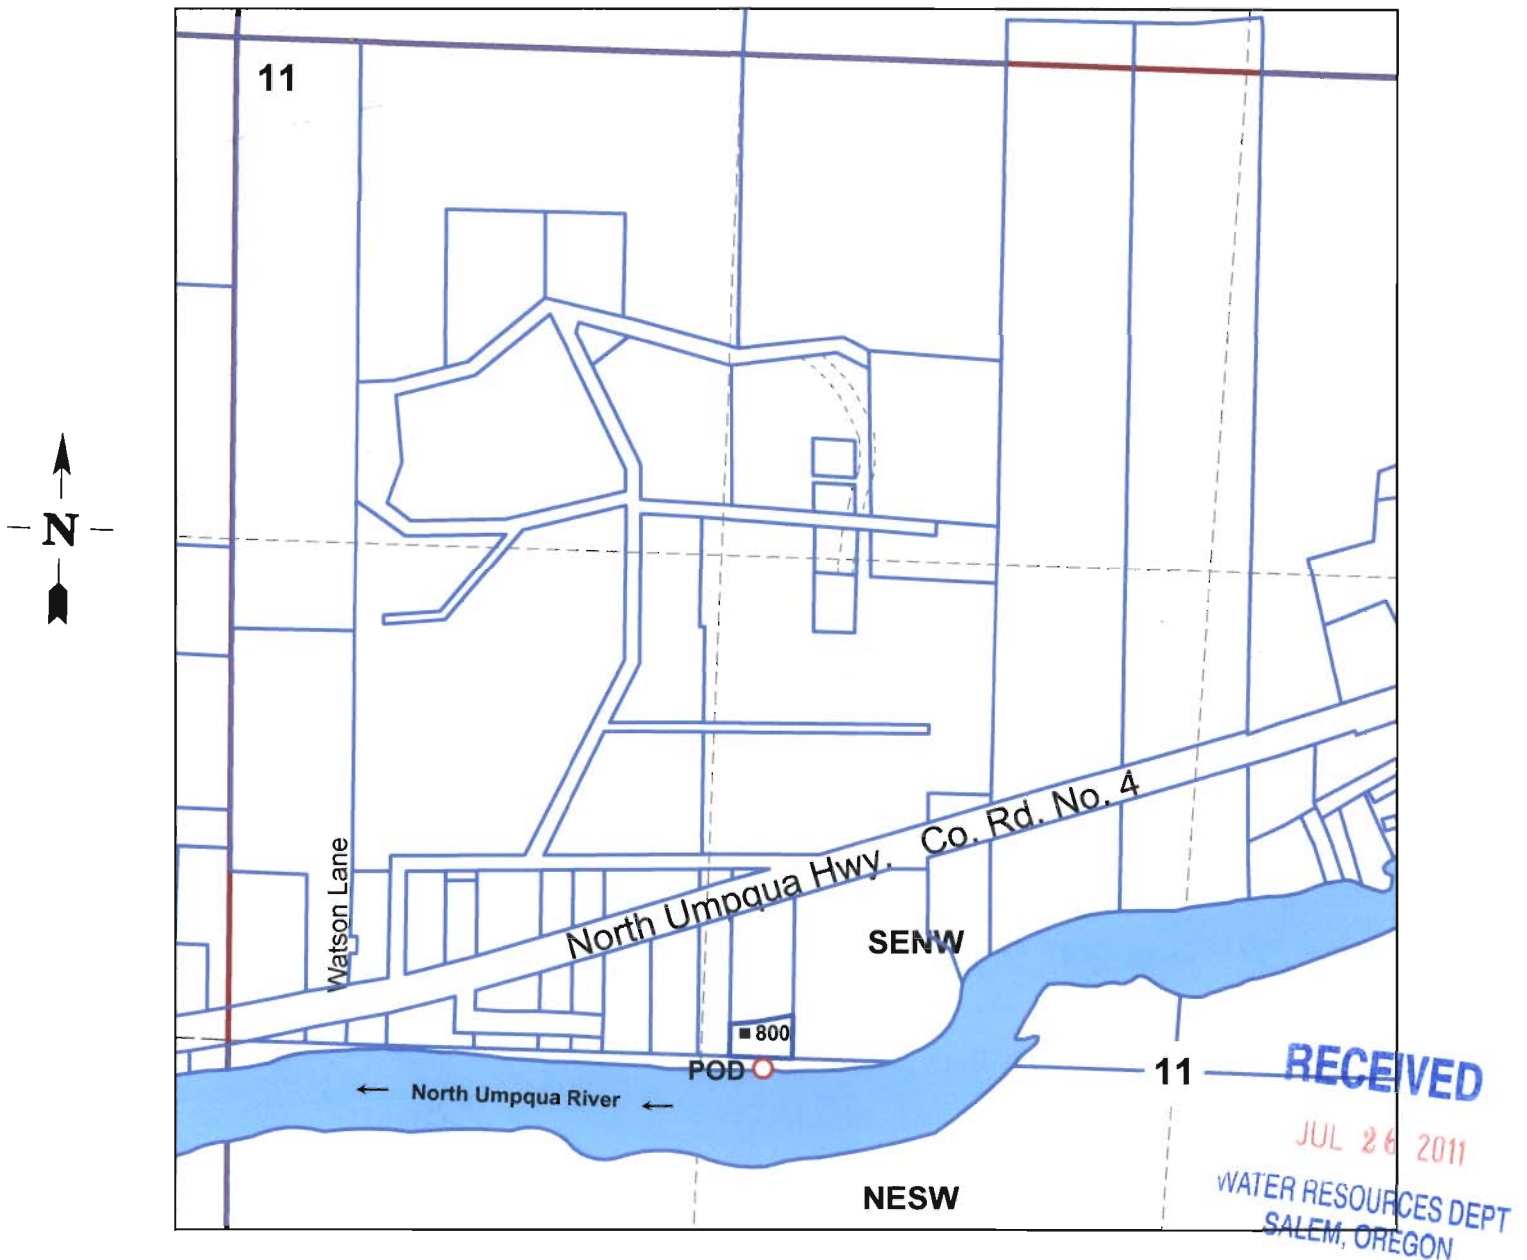 11
N
Watson Lane
North Umpqua Hwy. Co. Rd. No. 4
SENW
800
POD
11
North Umpqua River
NESW
RECEIVED
JUL 26 2011
WATER RESOURCES DEPT
SALEM, OREGON